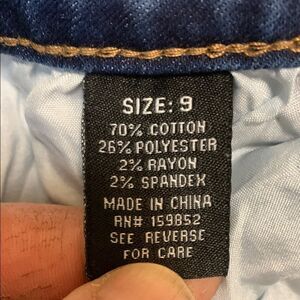 SIZE: 9
70% COTTON
26% POLYESTER
2% RAYON
2% SPANDEX
MADE IN CHINA
RN# 159852
SEE REVERSE
FOR CARE